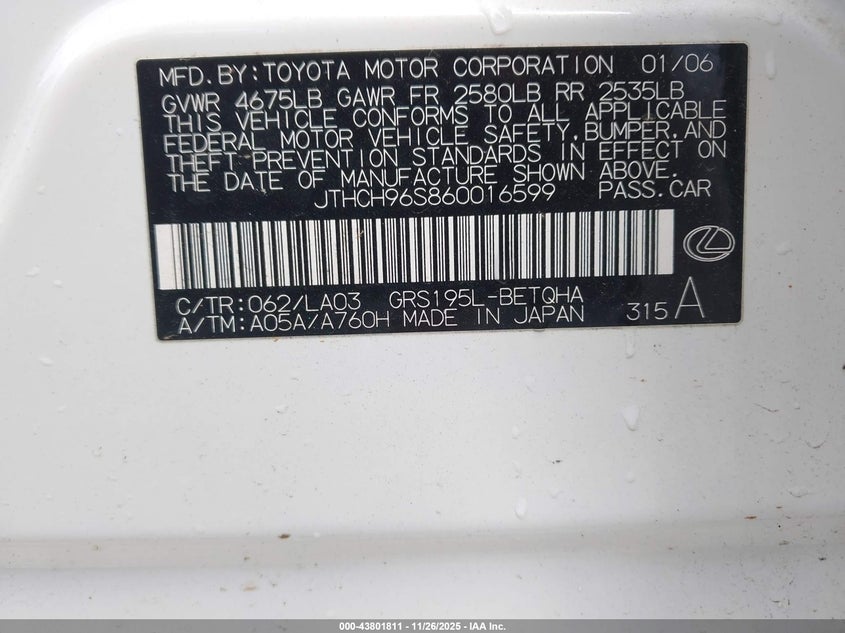 MFD.BY:TOYOTA MOTOR CORPORATION 01/06
GVWR 4675LB GAWR FR 2580LB RR 2535LB
THIS VEHICLE CONFORMS TO ALL APPLICABLE
FEDERAL MOTOR VEHICLE SAFETY,BUMPER,AND
THEFT PREVENTION STANDARDS IN EFFECT ON
THE DATE OF MANUFACTURE SHOWN ABOVE.
JTHCH96S860016599 PASS.CAR
C/TR:062/LA03 GRS195L-BETQHA
A/TM:A05A/A760H MADE IN JAPAN 315 A
000-43801811 - 11/26/2025 - IAA Inc.